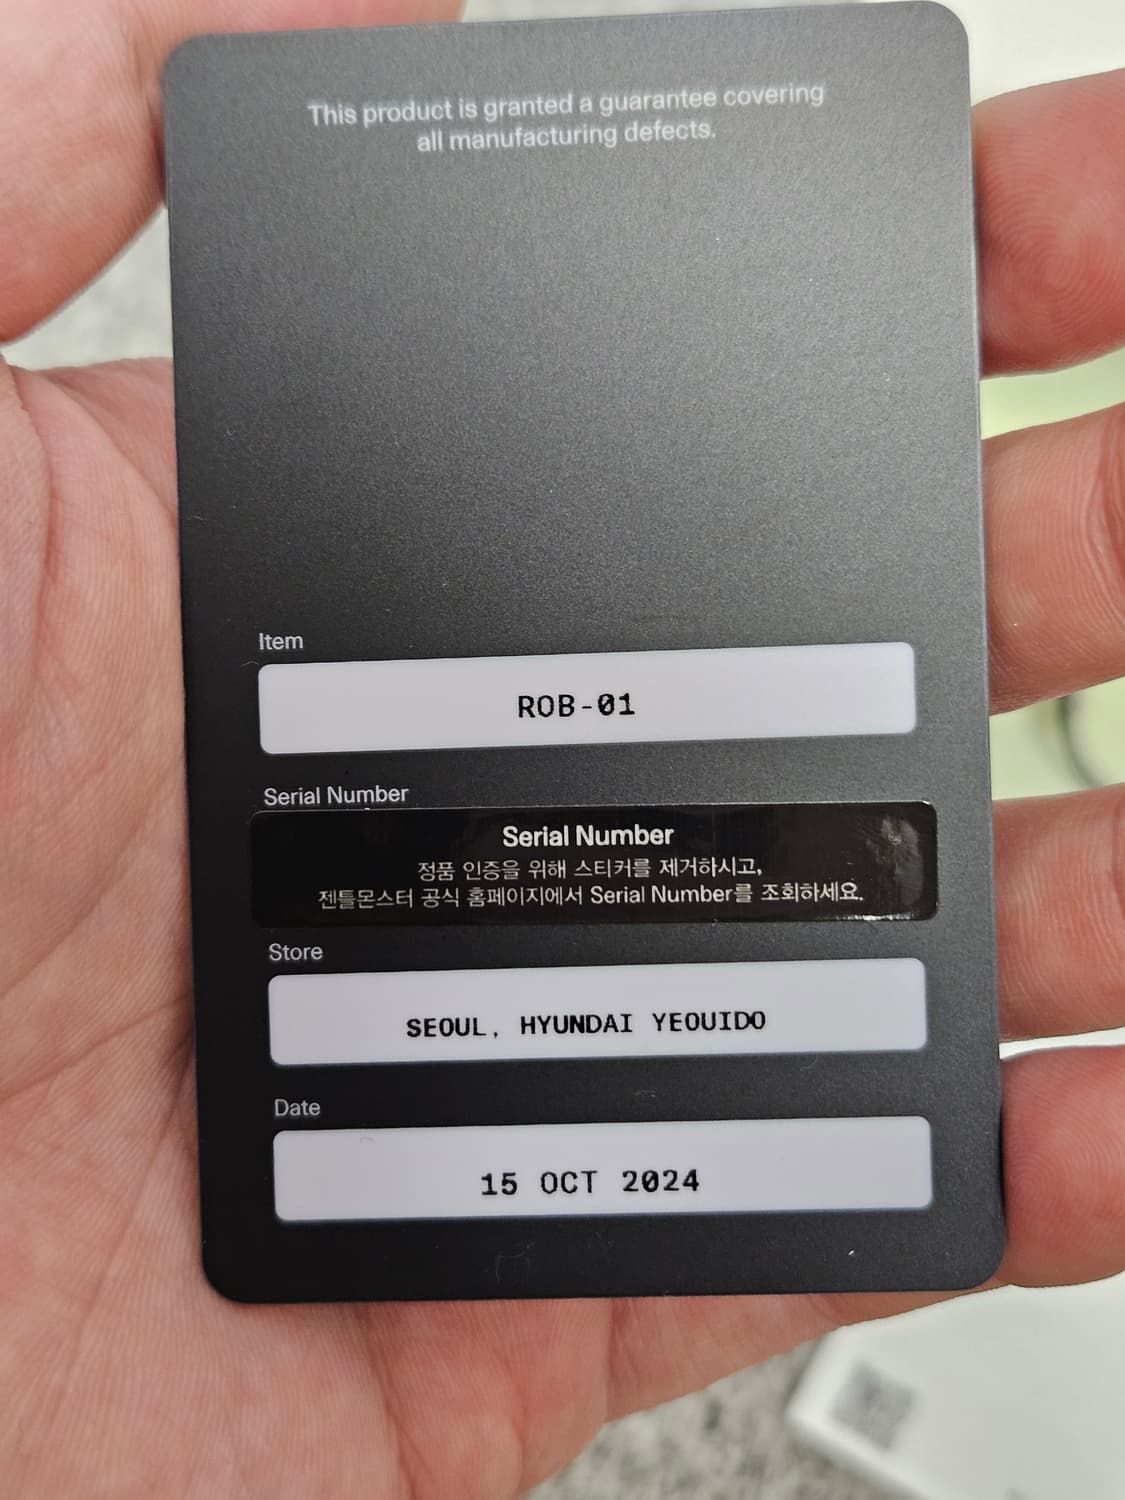 This product is granted a guarantee covering
all manufacturing defects.
Item
ROB-01
Serial Number
Serial Number
정품 인증을 위해 스티커를 제거하시고,
젠틀몬스터 공식 홈페이지에서 Serial Number를 조회하세요.
Store
SEOUL, HYUNDAI YEOUIDO
Date
15 OCT 2024